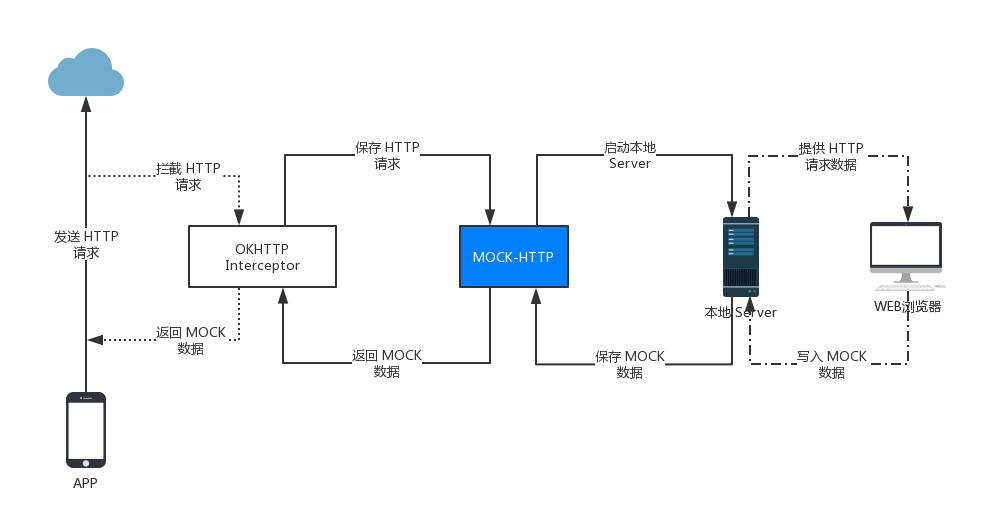 保存 HTTP
请求
启动本地
Server
提供 HTTP
请求数据
拦截 HTTP
请求
发送 HTTP
请求
OKHTTP
Interceptor
MOCK-HTTP
本地 Server
WEB浏览器
返回 MOCK
数据
返回 MOCK
数据
保存 MOCK
数据
写入 MOCK
数据
APP